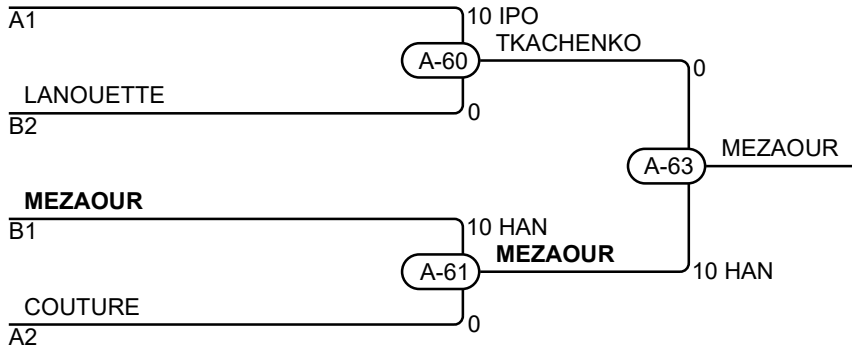 A1
10 IPO
TKACHENKO
A-60
0
LANOUETTE
0
B2
MEZAOUR
A-63
MEZAOUR
B1
10 HAN
MEZAOUR
A-61
10 HAN
COUTURE
0
A2